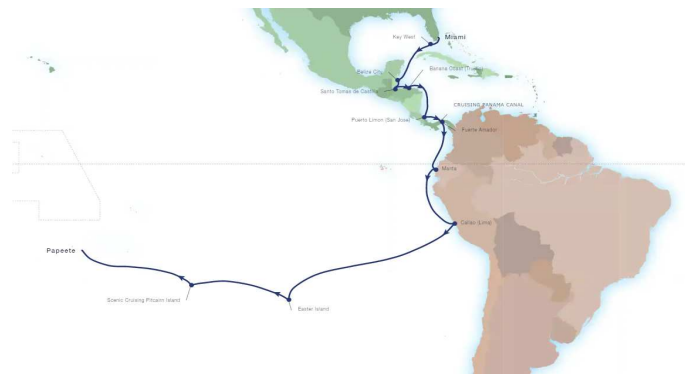 Miami
Key West
Belize City
Banana Coast (Trujillo)
Santo Tomas de Castilla
CRUISING PANAMA CANAL
Puerto Limon (San Jose)
Fuerte Amador
Manta
Callao (Lima)
Papeete
Scenic Cruising Pitcairn Island
Easter Island